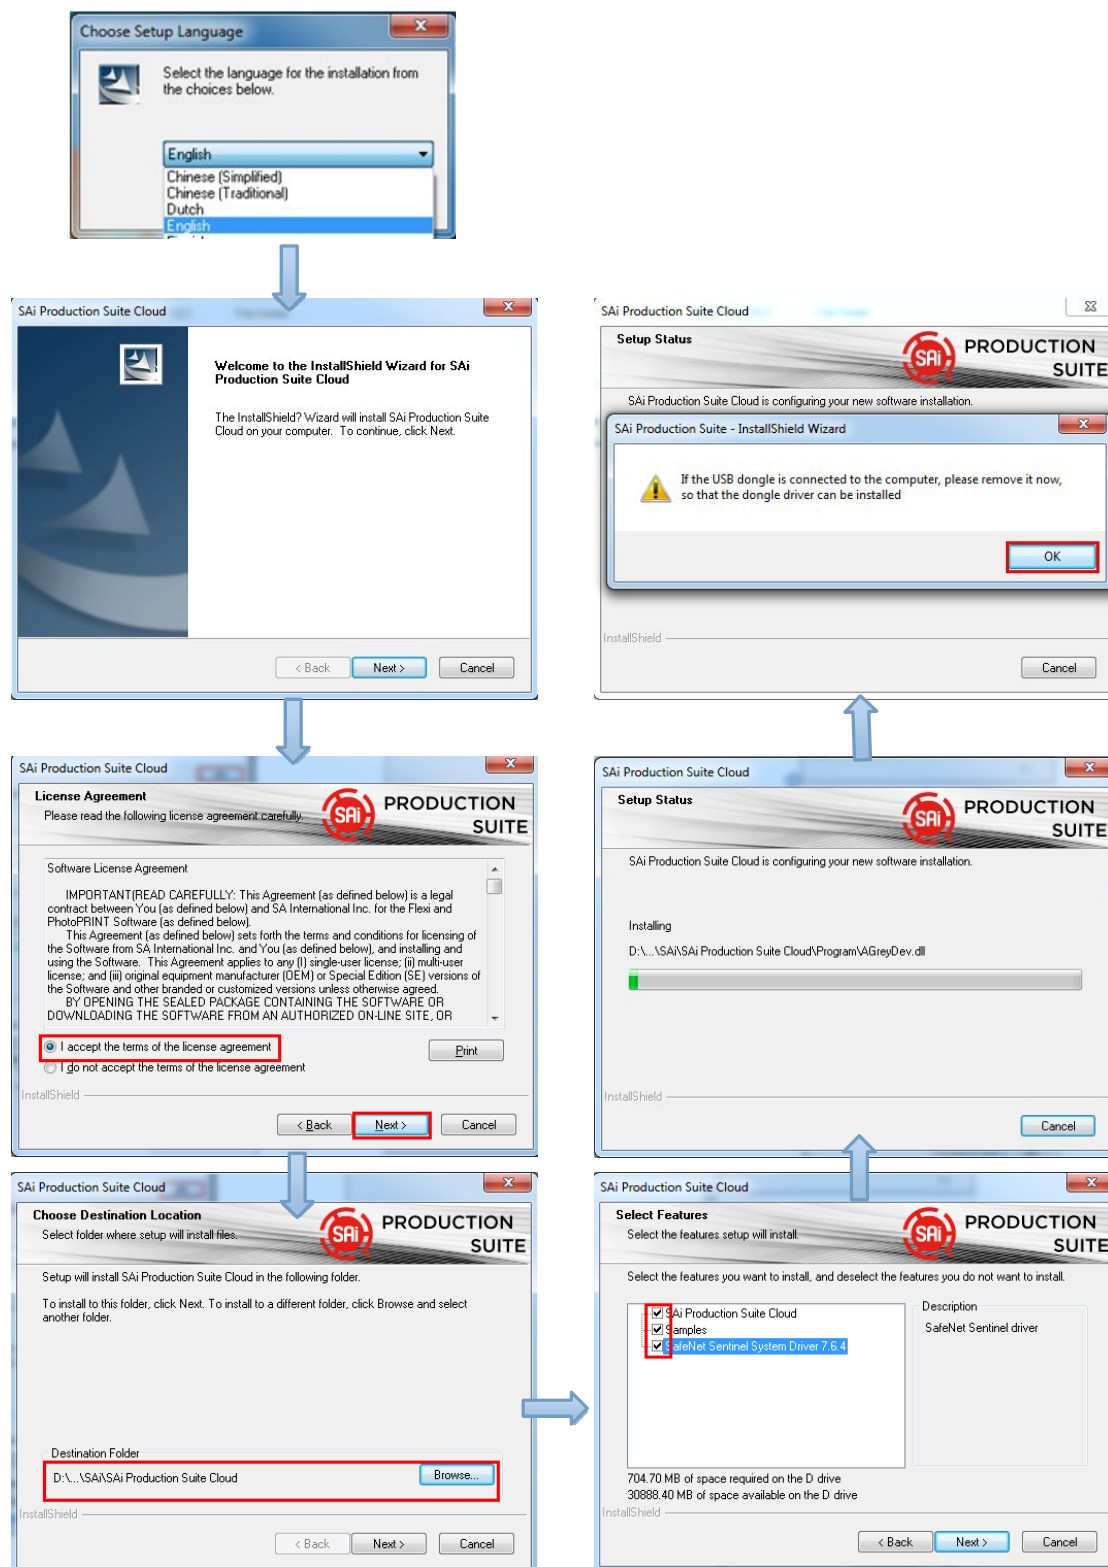 Choose Setup Language
Select the language for the installation from
the choices below.
English
Chinese (Simplified)
Chinese (Traditional)
Dutch
English
SAi Production Suite Cloud
Welcome to the InstallShield Wizard for SAi
Production Suite Cloud
The InstallShield? Wizard will install SAi Production Suite
Cloud on your computer. To continue, click Next.
< Back
Next >
Cancel
SAi Production Suite Cloud
License Agreement
Please read the following license agreement carefully.
SAi
PRODUCTION
SUITE
Software License Agreement
IMPORTANT(READ CAREFULLY: This Agreement (as defined below) is a legal
contract between You (as defined below) and SA International Inc. for the Flexi and
PhotoPRINT Software (as defined below).
This Agreement (as defined below) sets forth the terms and conditions for licensing of
the Software from SA International Inc. and You (as defined below), and installing and
using the Software. This Agreement applies to any (I) single-user license; (ii) multi-user
license; and (iii) original equipment manufacturer (OEM) or Special Edition (SE) versions of
the Software and other branded or customized versions unless otherwise agreed.
BY OPENING THE SEALED PACKAGE CONTAINING THE SOFTWARE OR
DOWNLOADING THE SOFTWARE FROM AN AUTHORIZED ON-LINE SITE, OR
I accept the terms of the license agreement
Print
I do not accept the terms of the license agreement
InstallShield
< Back
Next >
Cancel
SAi Production Suite Cloud
Choose Destination Location
Select folder where setup will install files.
SAi
PRODUCTION
SUITE
Setup will install SAi Production Suite Cloud in the following folder.
To install to this folder, click Next. To install to a different folder, click Browse and select
another folder.
Destination Folder
D:\...\SAi\SAi Production Suite Cloud
Browse...
InstallShield
< Back
Next >
Cancel
SAi Production Suite Cloud
Select Features
Select the features setup will install.
SAi
PRODUCTION
SUITE
Select the features you want to install, and deselect the features you do not want to install.
SAi Production Suite Cloud
Samples
SafeNet Sentinel System Driver 7.6.4
Description
SafeNet Sentinel driver
704.70 MB of space required on the D drive
30888.40 MB of space available on the D drive
InstallShield
< Back
Next >
Cancel
SAi Production Suite Cloud
Setup Status
SAi
PRODUCTION
SUITE
SAi Production Suite Cloud is configuring your new software installation.
Installing
D:\...\SAi\SAi Production Suite Cloud\Program\AGreyDev.dll
InstallShield
Cancel
SAi Production Suite Cloud
Setup Status
SAi
PRODUCTION
SUITE
SAi Production Suite Cloud is configuring your new software installation.
SAi Production Suite - InstallShield Wizard
If the USB dongle is connected to the computer, please remove it now,
so that the dongle driver can be installed
OK
InstallShield
Cancel